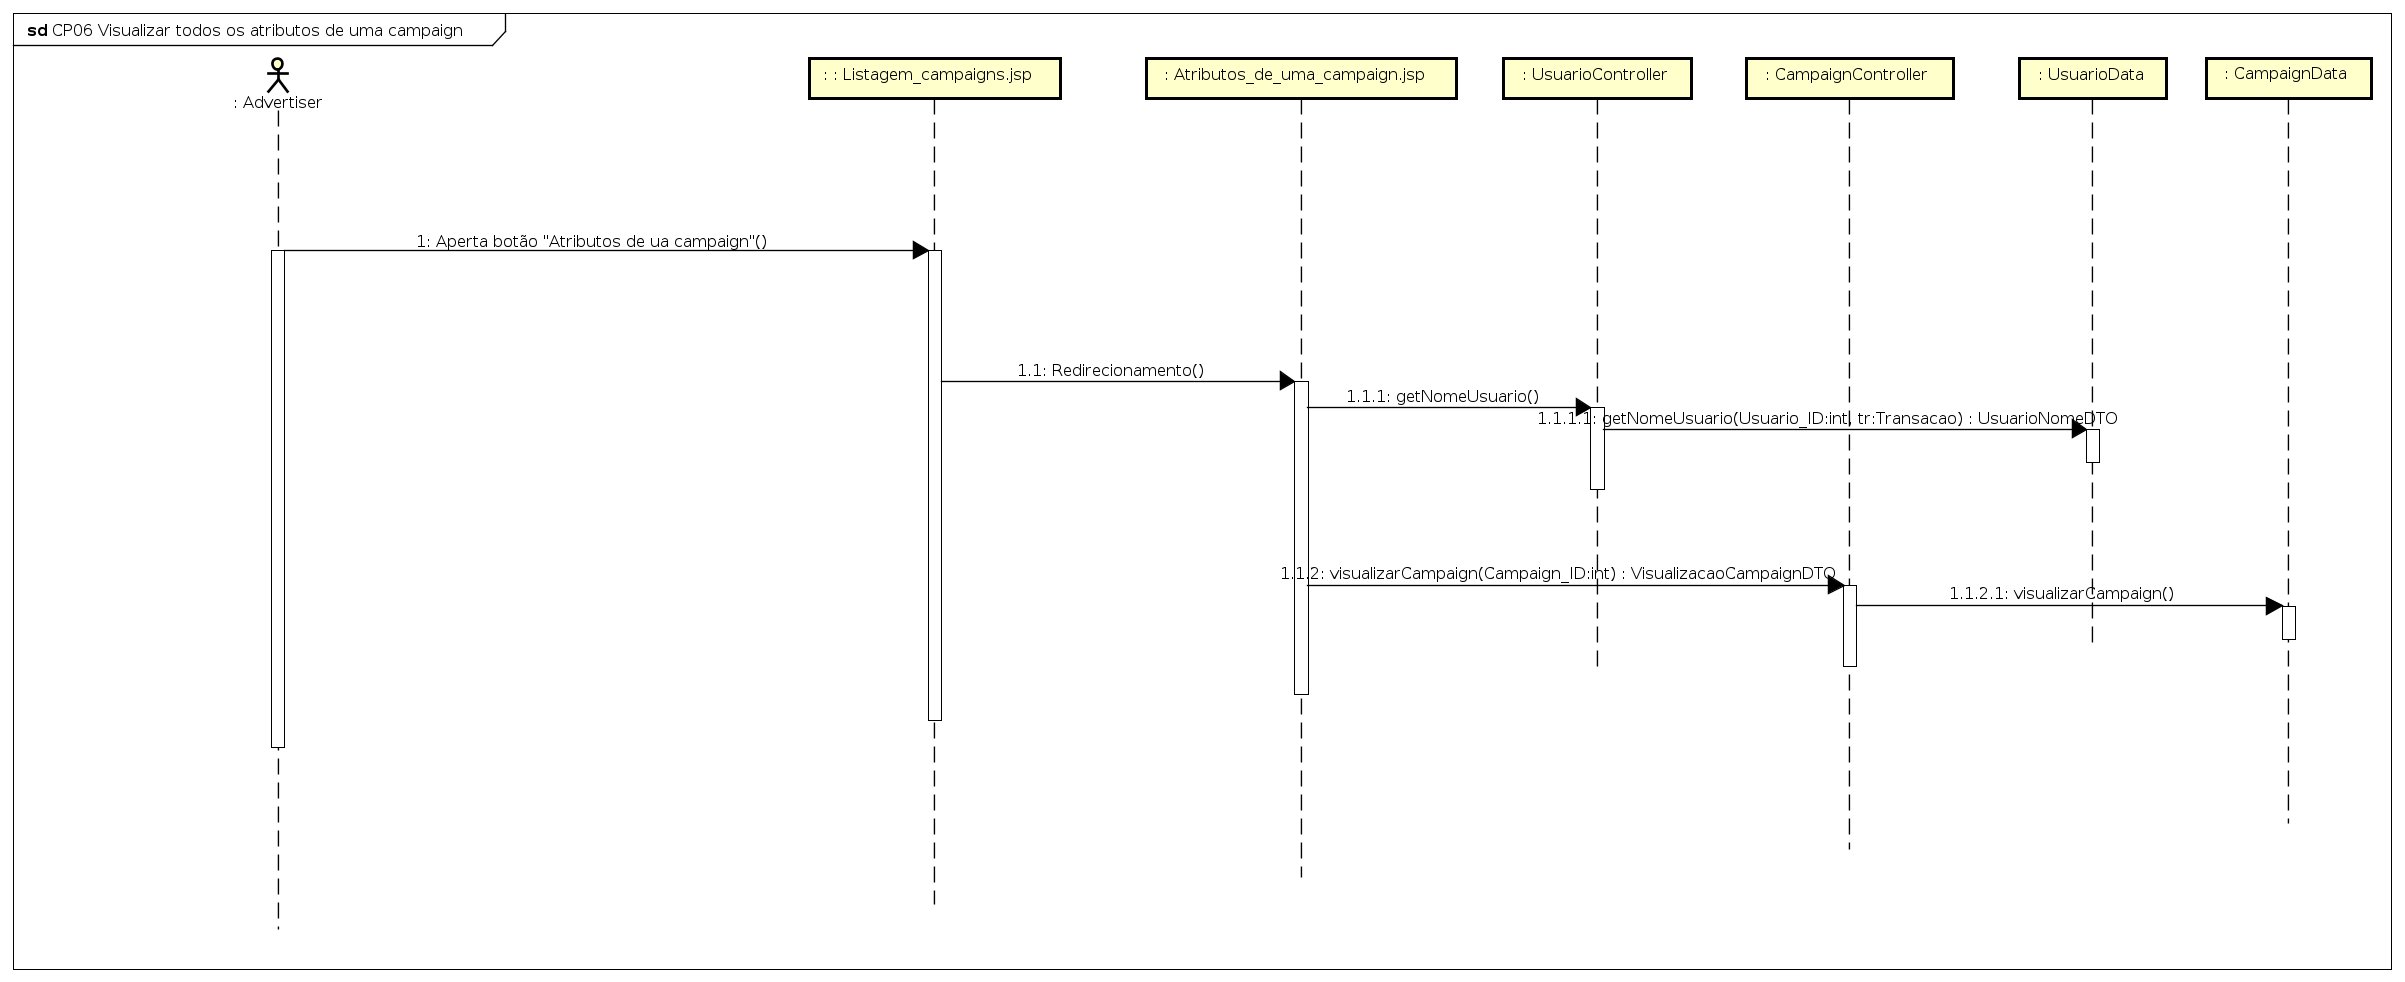 sd CP06 Visualizar todos os atributos de uma campaign
: Advertiser
: : Listagem_campaigns.jsp
: Atributos_de_uma_campaign.jsp
: UsuarioController
: CampaignController
: UsuarioData
: CampaignData
1: Aperta botão "Atributos de ua campaign"()
1.1: Redirecionamento()
1.1.1: getNomeUsuario()
1.1.1.1: getNomeUsuario(Usuario_ID:int, tr:Transacao) : UsuarioNomeDTO
1.1.2: visualizarCampaign(Campaign_ID:int) : VisualizacaoCampaignDTO
1.1.2.1: visualizarCampaign()